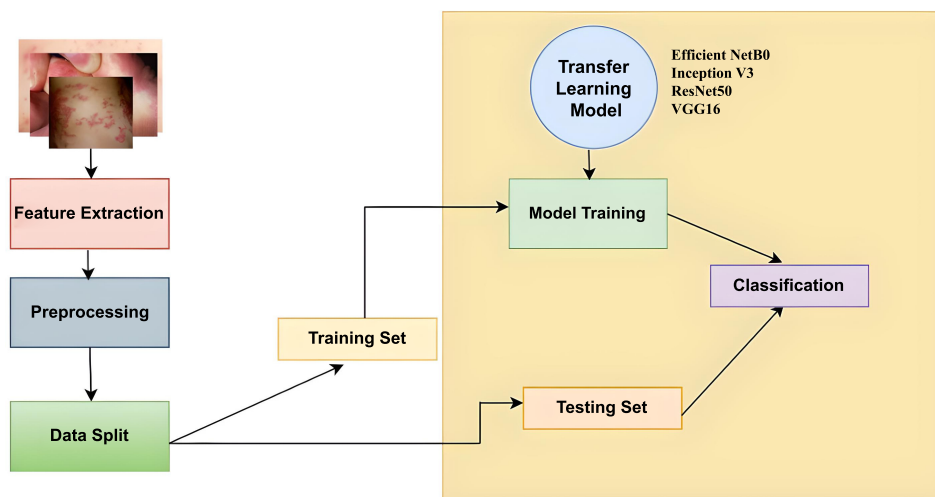 Feature Extraction
Preprocessing
Data Split
Training Set
Transfer
Learning
Model
Efficient NetB0
Inception V3
ResNet50
VGG16
Model Training
Testing Set
Classification